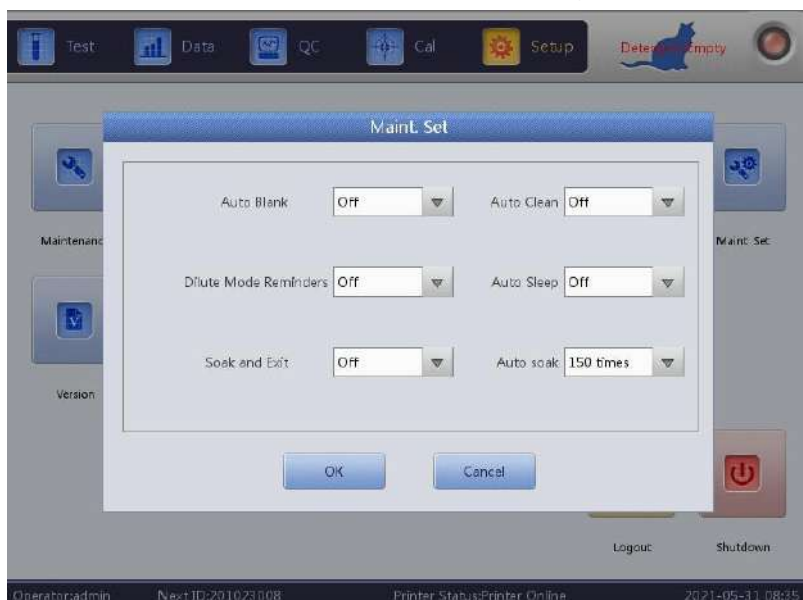 Test Data QC Cal Setup Detergent Empty
Maint. Set
Auto Blank Off Auto Clean Off
Maintenanc Maint. Set
Dilute Mode Reminders Off Auto Sleep Off
Soak and Exit Off Auto soak 150 times
Version
OK Cancel
Logout Shutdown
Operator:admin Next ID:201023008 Printer Status:Printer Online 2021-05-31 08:35